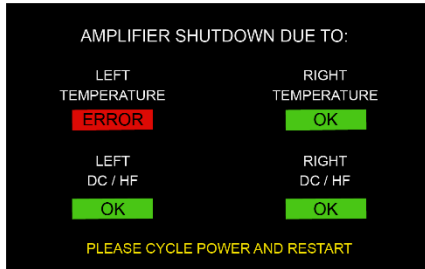 AMPLIFIER SHUTDOWN DUE TO:
LEFT
TEMPERATURE
ERROR
RIGHT
TEMPERATURE
OK
LEFT
DC / HF
OK
RIGHT
DC / HF
OK
PLEASE CYCLE POWER AND RESTART